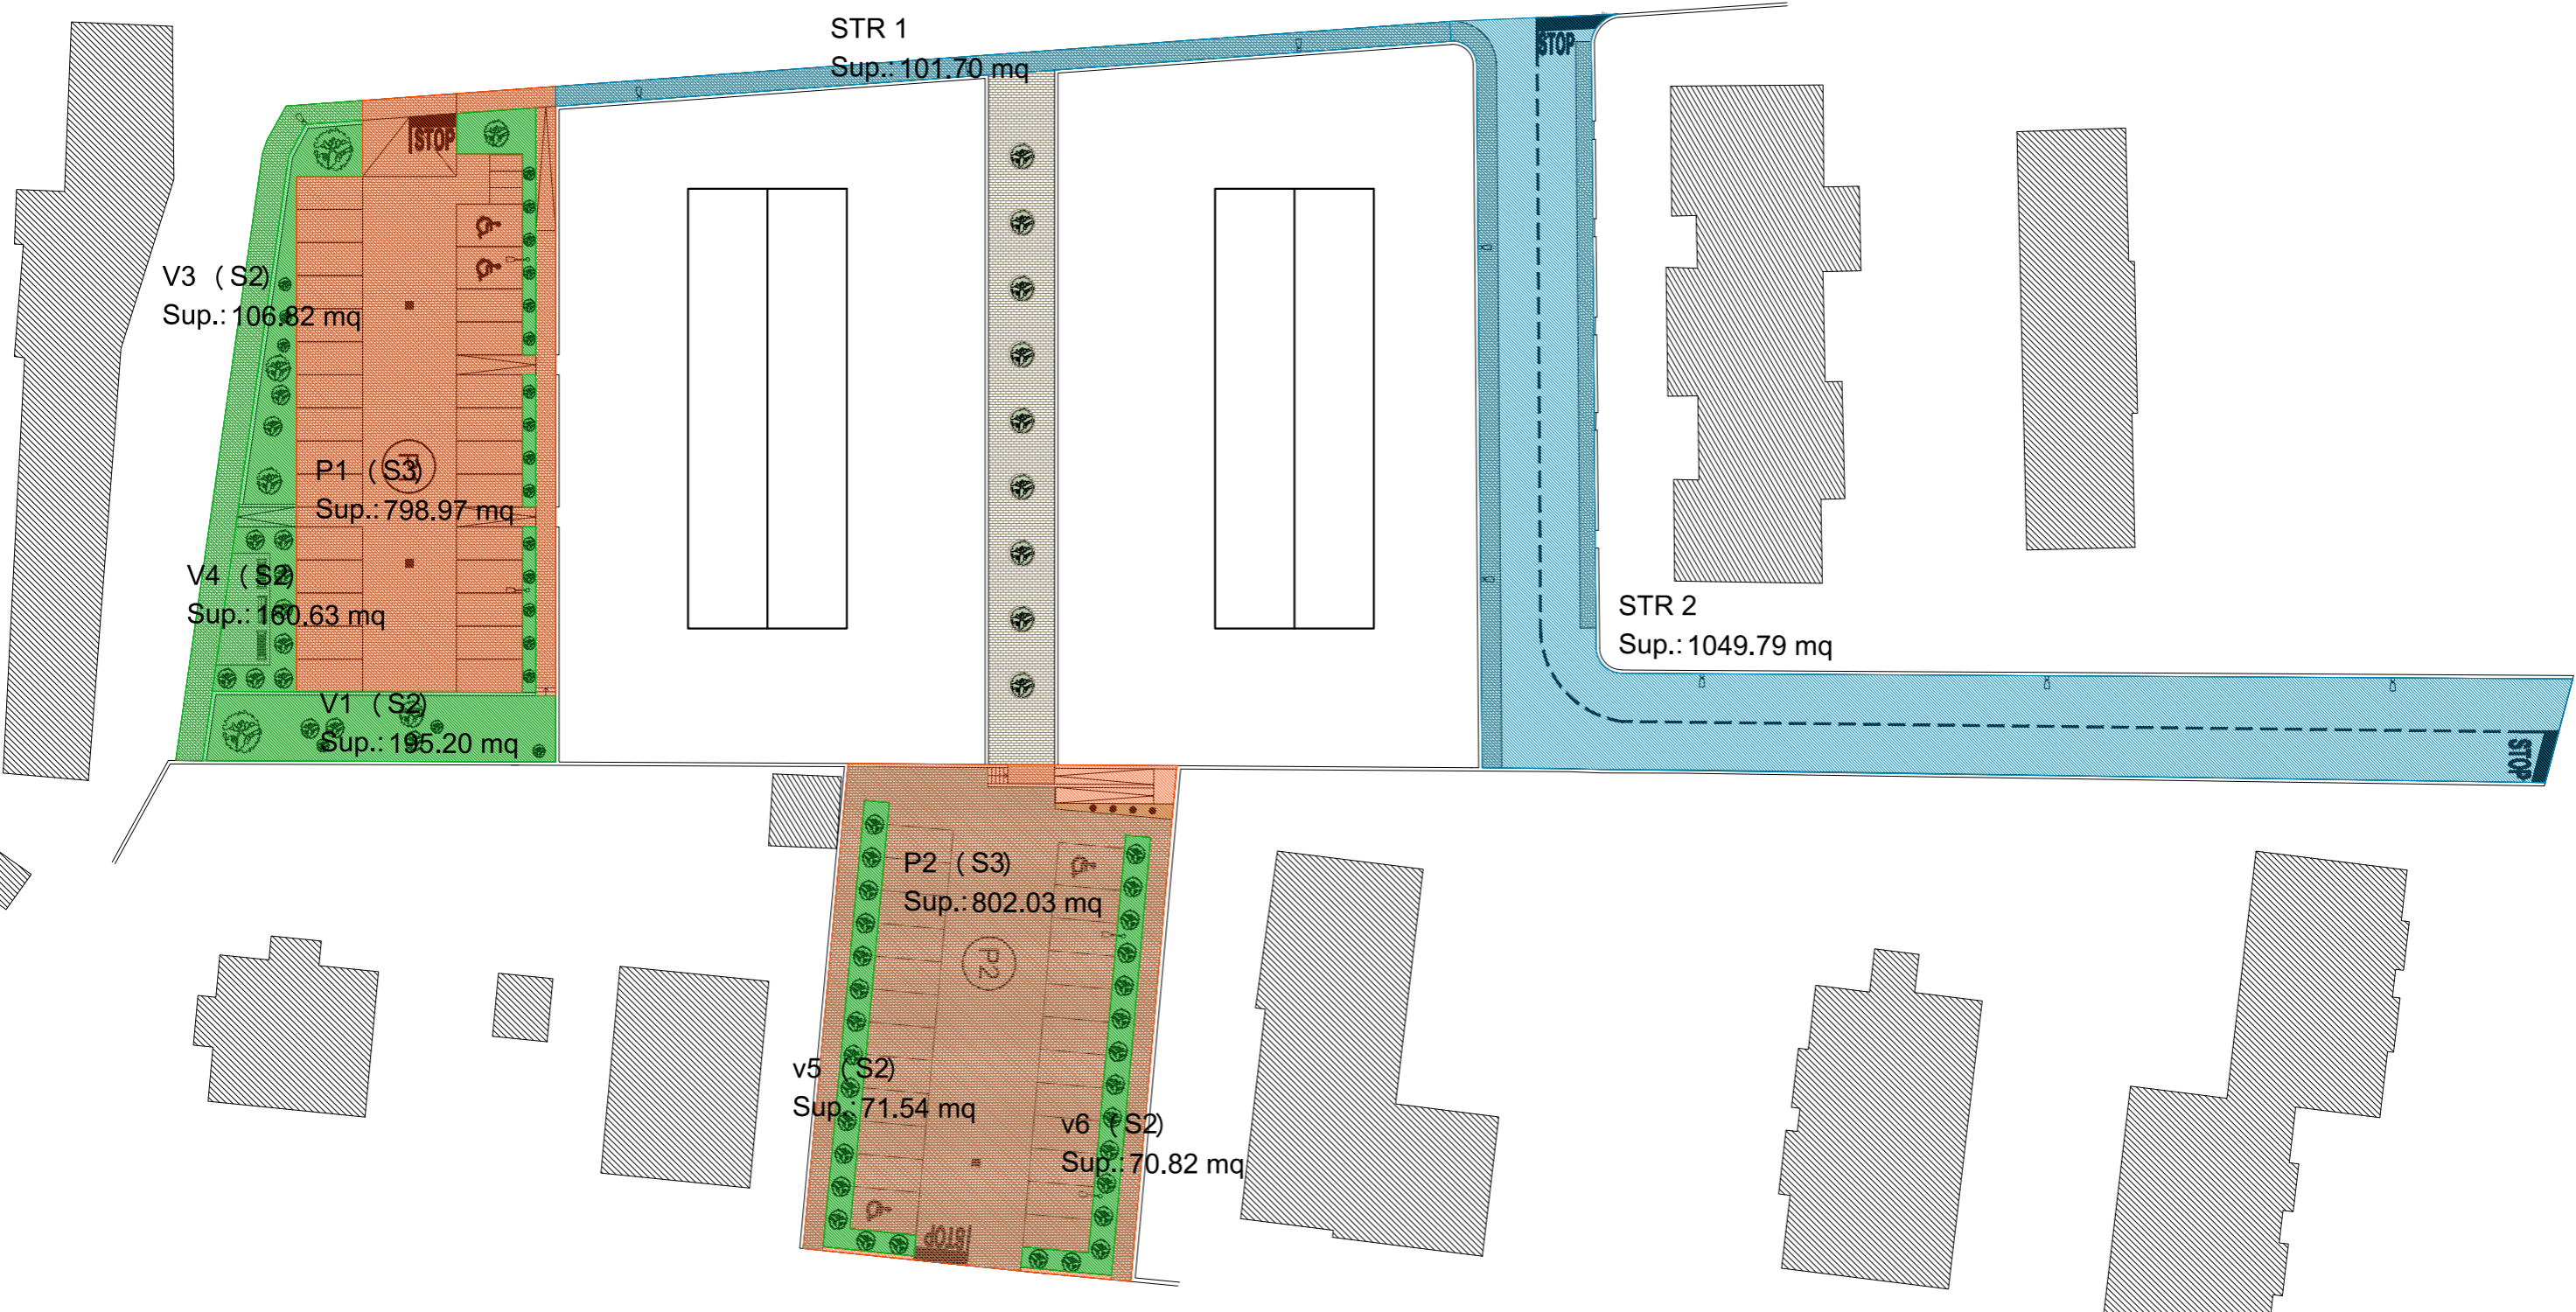 STR 1
Sup.: 101.70 mq
STOP
STOP
V3 (S2)
Sup.: 106.82 mq
P1 (S3)
Sup.: 798.97 mq
V4 (S2)
Sup.: 160.63 mq
STR 2
Sup.: 1049.79 mq
V1 (S2)
Sup.: 195.20 mq
STOP
P2 (S3)
Sup.: 802.03 mq
P2
v5 (S2)
Sup.: 71.54 mq
v6 (S2)
Sup.: 70.82 mq
STOP